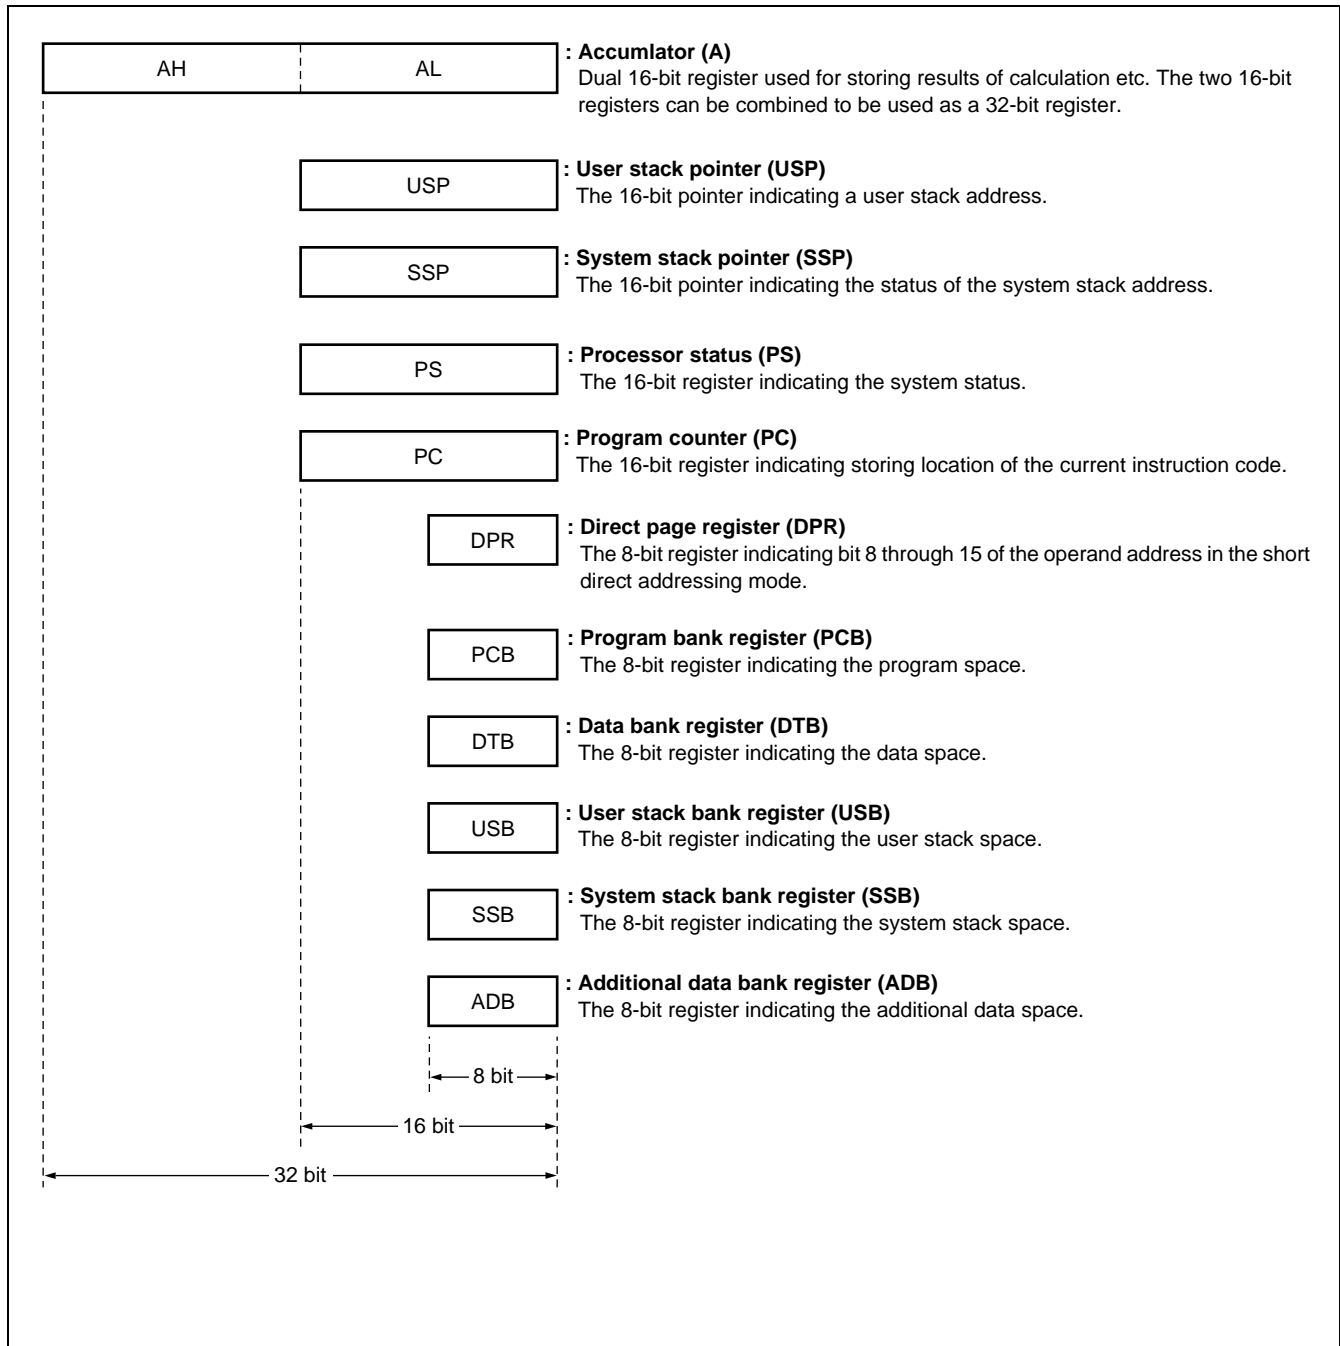 AH AL : Accumlator (A)
Dual 16-bit register used for storing results of calculation etc. The two 16-bit
registers can be combined to be used as a 32-bit register.
USP : User stack pointer (USP)
The 16-bit pointer indicating a user stack address.
SSP : System stack pointer (SSP)
The 16-bit pointer indicating the status of the system stack address.
PS : Processor status (PS)
The 16-bit register indicating the system status.
PC : Program counter (PC)
The 16-bit register indicating storing location of the current instruction code.
DPR : Direct page register (DPR)
The 8-bit register indicating bit 8 through 15 of the operand address in the short
direct addressing mode.
PCB : Program bank register (PCB)
The 8-bit register indicating the program space.
DTB : Data bank register (DTB)
The 8-bit register indicating the data space.
USB : User stack bank register (USB)
The 8-bit register indicating the user stack space.
SSB : System stack bank register (SSB)
The 8-bit register indicating the system stack space.
ADB : Additional data bank register (ADB)
The 8-bit register indicating the additional data space.
8 bit
16 bit
32 bit